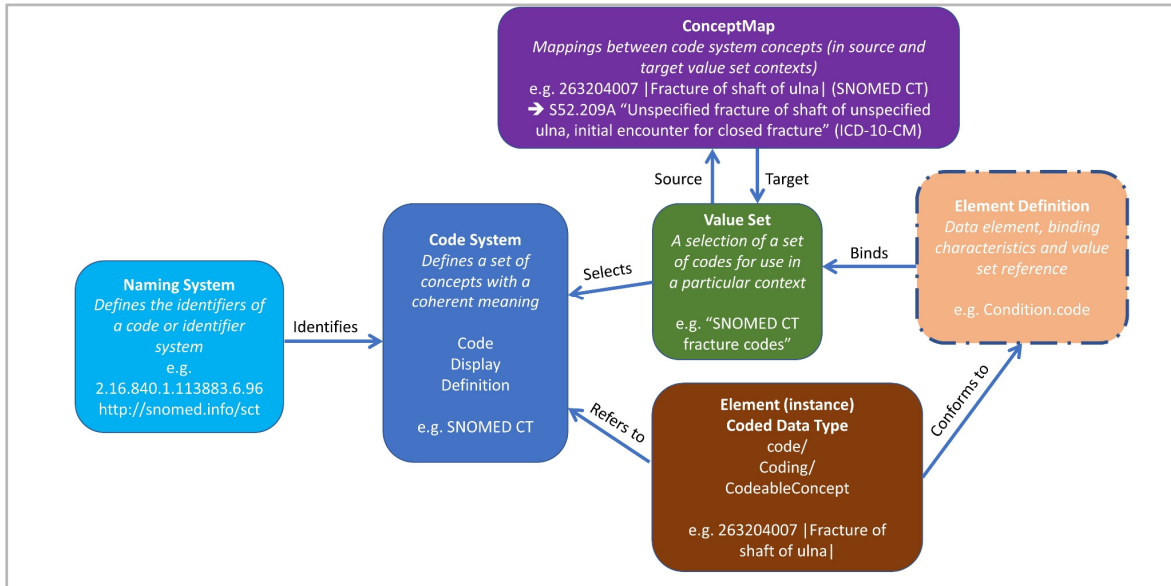 ConceptMap
Mappings between code system concepts (in source and
target value set contexts)
e.g. 263204007 |Fracture of shaft of ulna| (SNOMED CT)
➔ S52.209A “Unspecified fracture of shaft of unspecified
ulna, initial encounter for closed fracture” (ICD-10-CM)
Source
Target
Naming System
Defines the identifiers of
a code or identifier
system
e.g.
2.16.840.1.113883.6.96
http://snomed.info/sct
Identifies
Code System
Defines a set of
concepts with a
coherent meaning
Code
Display
Definition
e.g. SNOMED CT
Selects
Value Set
A selection of a set
of codes for use in
a particular context
e.g. “SNOMED CT
fracture codes”
Binds
Element Definition
Data element, binding
characteristics and value
set reference
e.g. Condition.code
Refers to
Element (instance)
Coded Data Type
code/
Coding/
CodeableConcept
e.g. 263204007 |Fracture of
shaft of ulna|
Conforms to